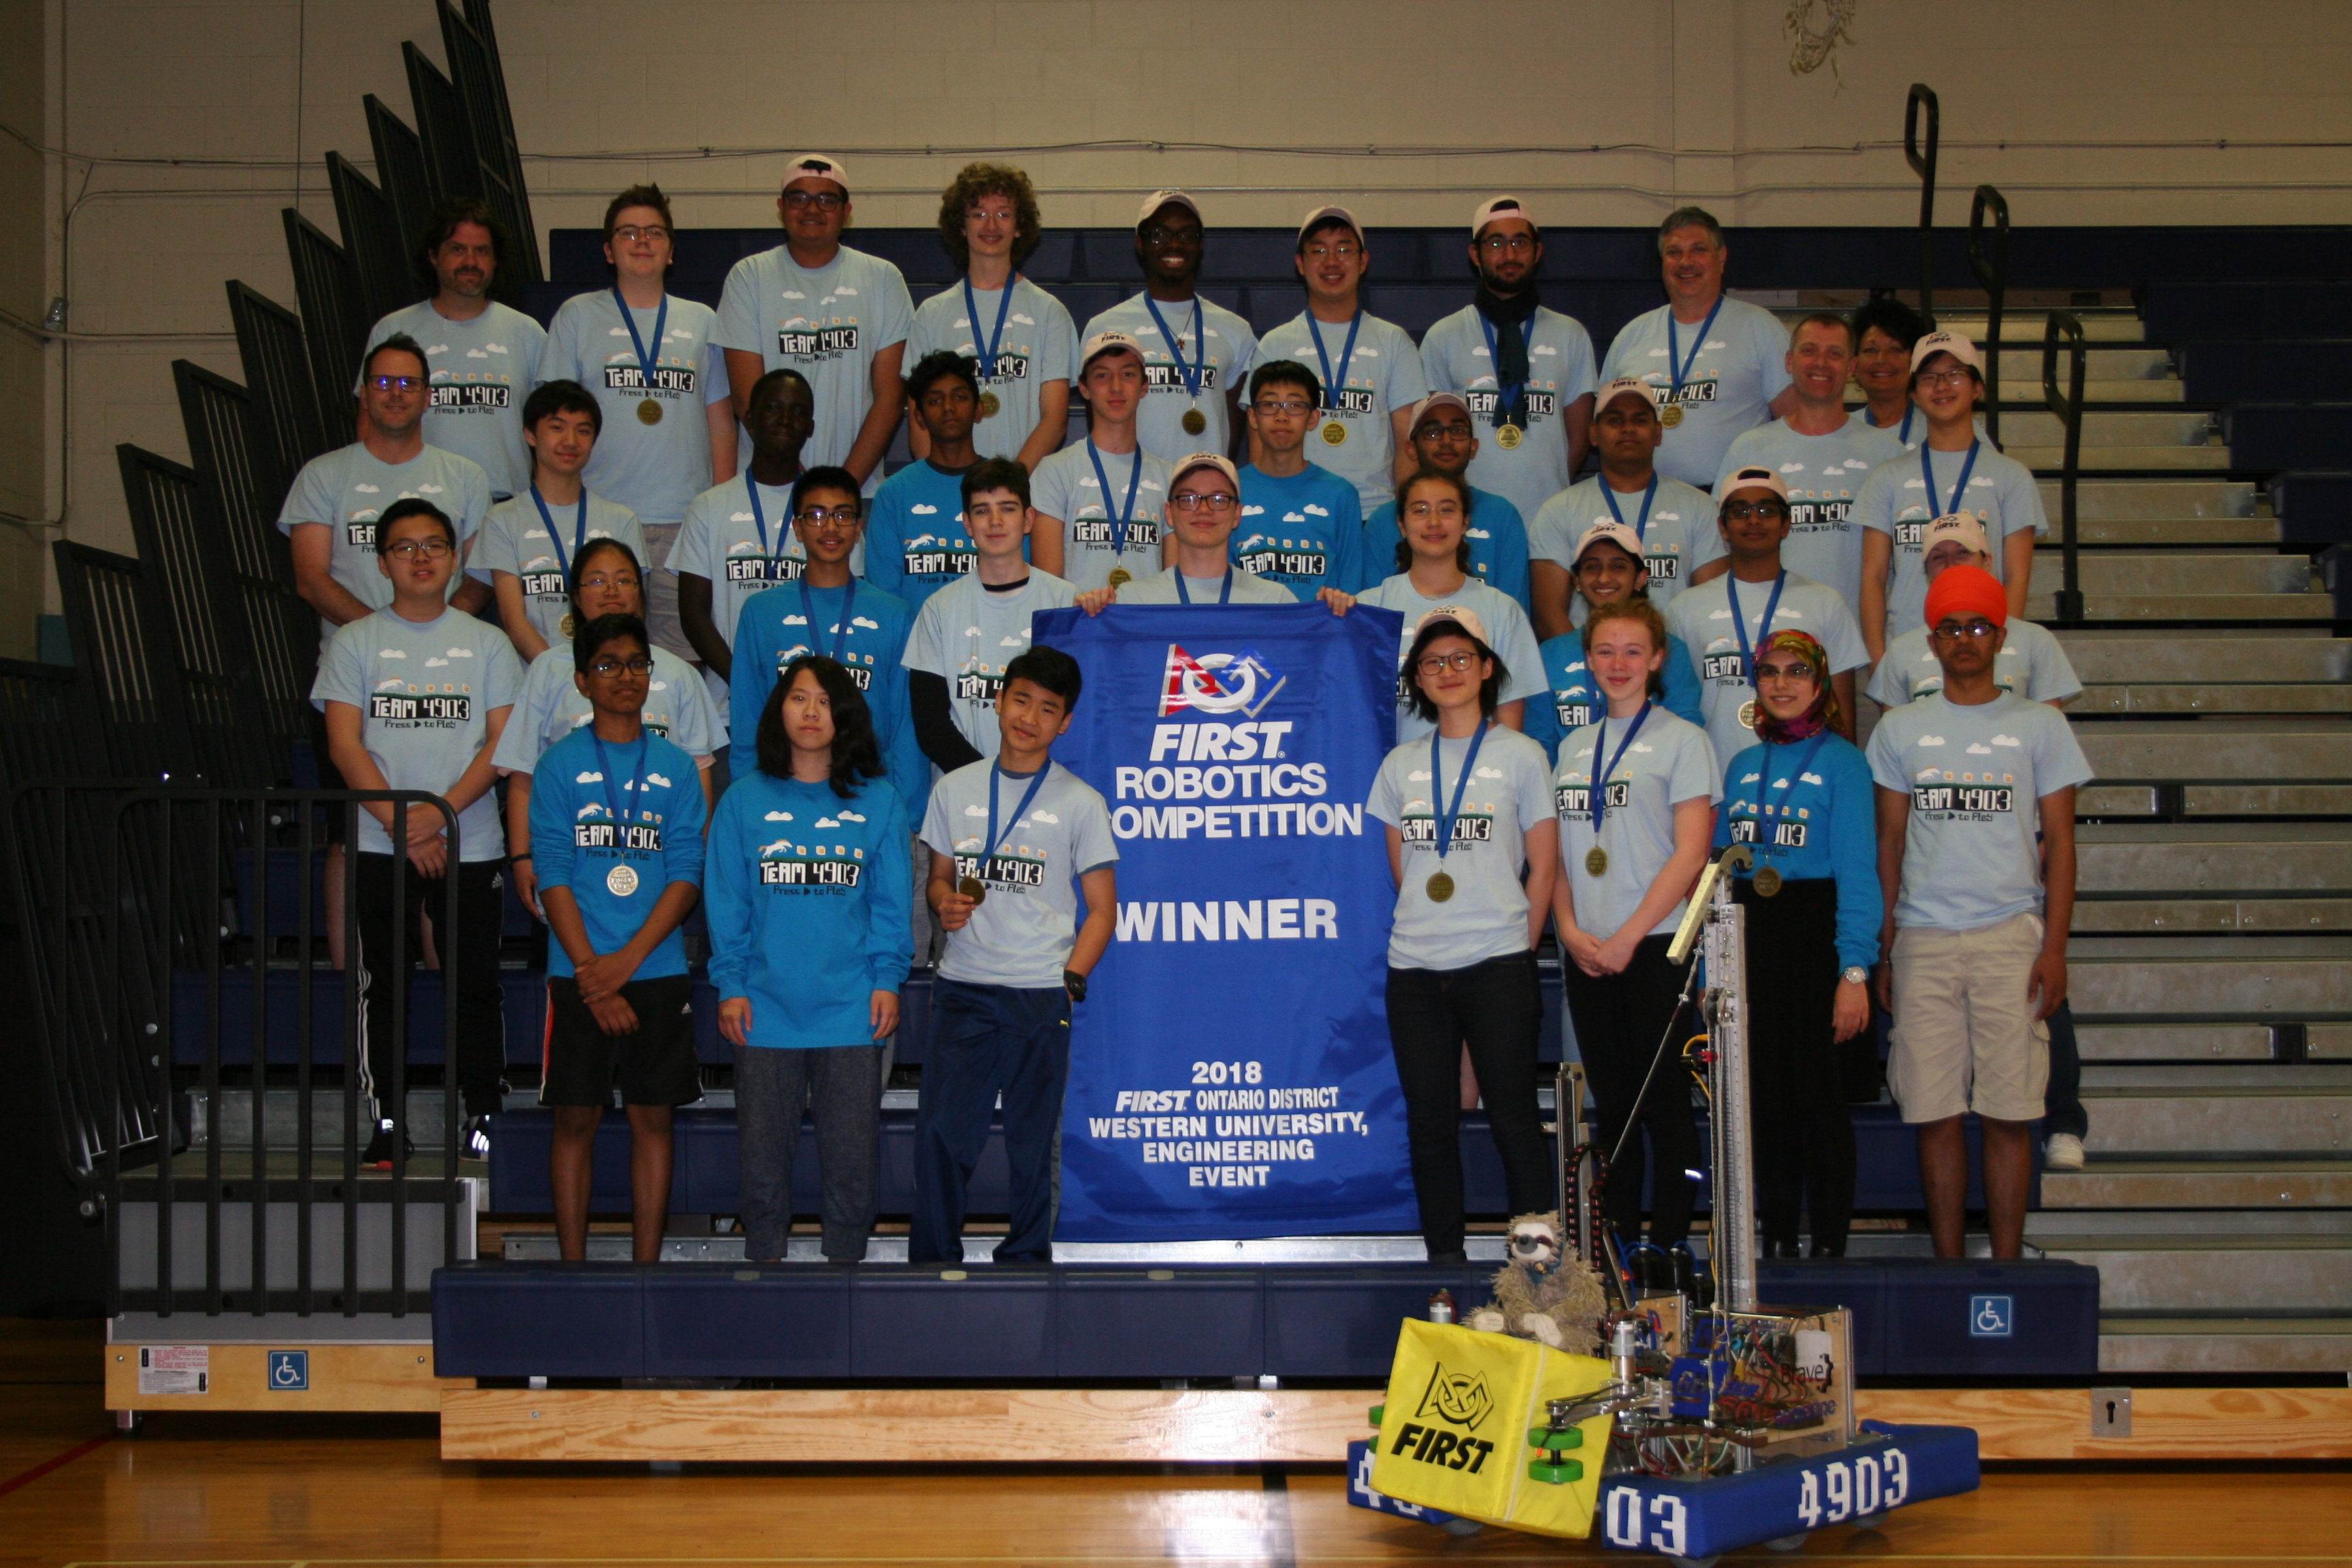 TEAM 4903
Press ▶ to Play
FIRST
ROBOTICS
COMPETITION
WINNER
2018
FIRST ONTARIO DISTRICT
WESTERN UNIVERSITY,
ENGINEERING
EVENT
FIRST
Brave
03
4903